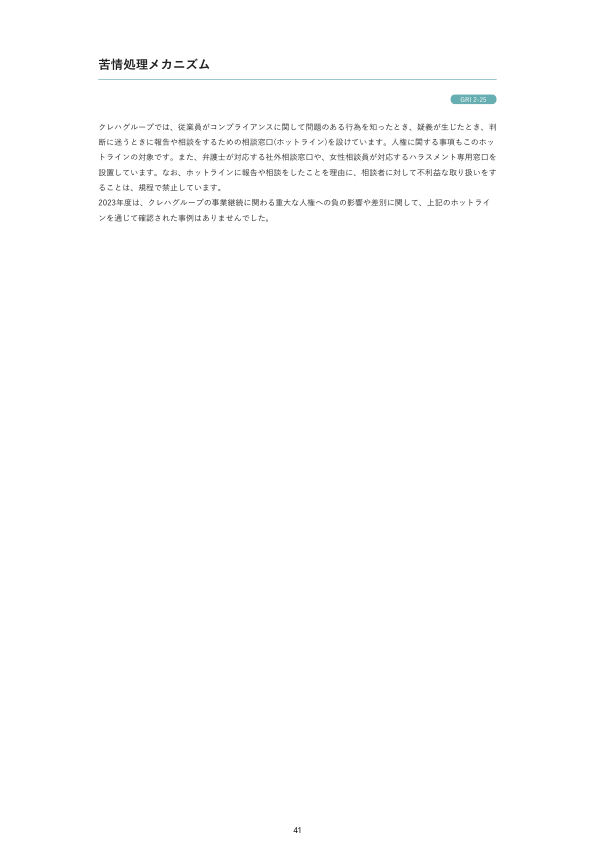 苦情処理メカニズム
GRI 2-25
クレハグループでは、従業員がコンプライアンスに関して問題のある行為を知ったとき、疑義が生じたとき、判
断に迷うときに報告や相談をするための相談窓口(ホットライン)を設けています。人権に関する事項もこのホッ
トラインの対象です。また、弁護士が対応する社外相談窓口や、女性相談員が対応するハラスメント専用窓口を
設置しています。なお、ホットラインに報告や相談をしたことを理由に、相談者に対して不利益な取り扱いをす
ることは、規程で禁止しています。
2023年度は、クレハグループの事業継続に関わる重大な人権への負の影響や差別に関して、上記のホットライ
ンを通じて確認された事例はありませんでした。
41